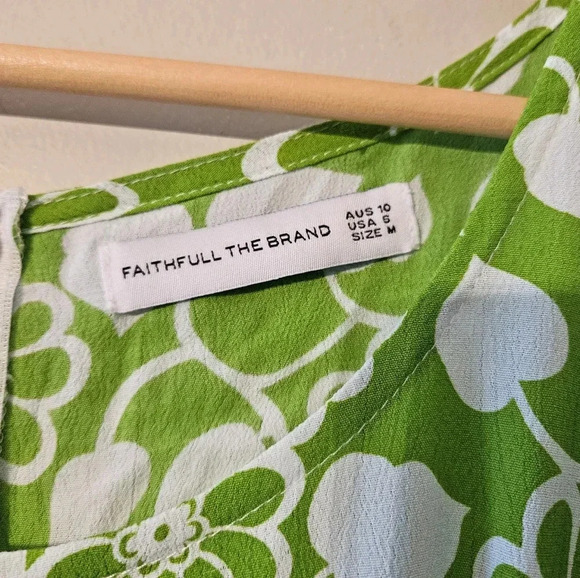 FAITHFULL THE BRAND
AUS 10
USA 6
SIZE M